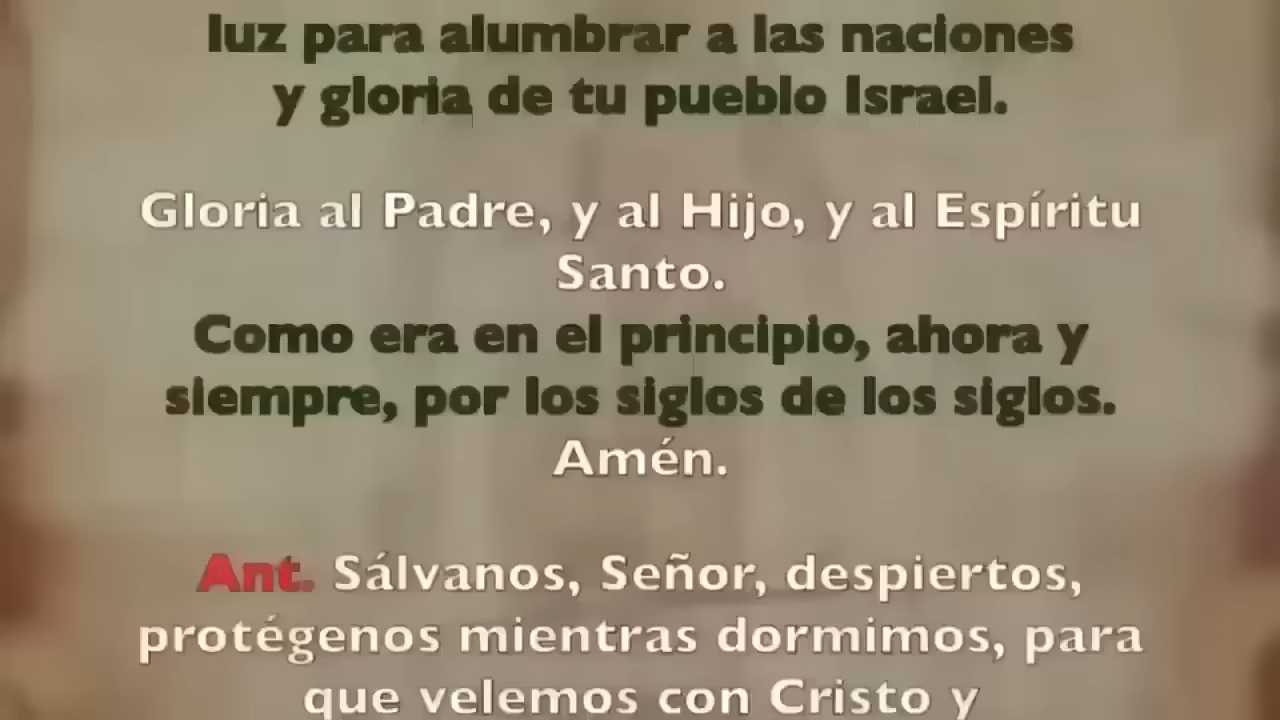 luz para alumbrar a las naciones
y gloria de tu pueblo Israel.
Gloria al Padre, y al Hijo, y al Espíritu
Santo.
Como era en el principio, ahora y
siempre, por los siglos de los siglos.
Amén.
Ant. Sálvanos, Señor, despiertos,
protégenos mientras dormimos, para
que velemos con Cristo y